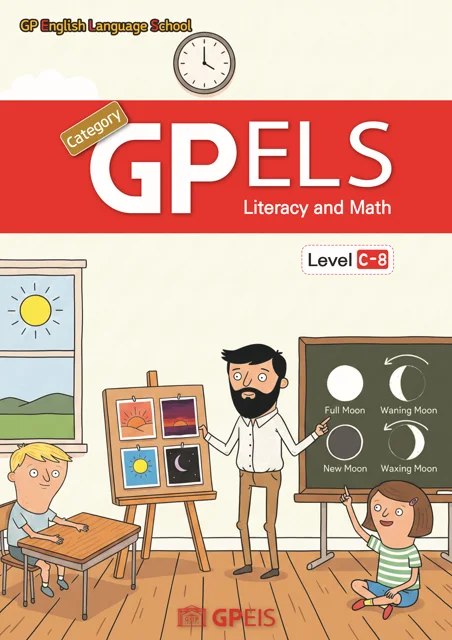 GP English Language School
Category
GPELS
Literacy and Math
Level C-8
Full Moon
Waning Moon
New Moon
Waxing Moon
GPEIS